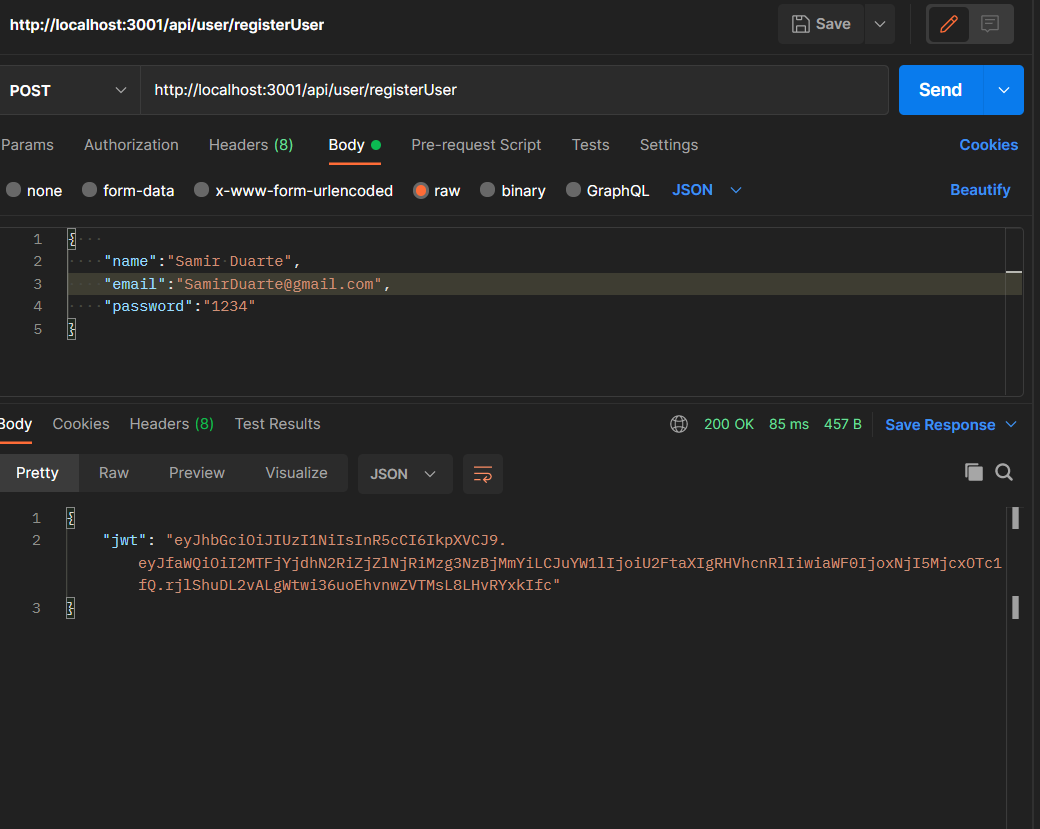 http://localhost:3001/api/user/registerUser Save
POST http://localhost:3001/api/user/registerUser Send
Params Authorization Headers (8) Body Pre-request Script Tests Settings Cookies
none form-data x-www-form-urlencoded raw binary GraphQL JSON Beautify
1 {
2 "name":"Samir Duarte",
3 "email":"SamirDuarte@gmail.com",
4 "password":"1234"
5 }
Body Cookies Headers (8) Test Results 200 OK 85 ms 457 B Save Response
Pretty Raw Preview Visualize JSON
1 {
2 "jwt": "eyJhbGciOiJIUzI1NiIsInR5cCI6IkpXVCJ9.
eyJfaWQiOiI2MTFjYjdhN2RiZjZlNjRiMzg3NzBjMmYiLCJuYW1lIjoiU2FtaXIgRHVhcnRlIiwiaWF0IjoxNjI5MjcxOTc1
fQ.rjlShuDL2vALgWtwi36uoEhvnwZVTMsL8LHvRYxkIfc"
3 }